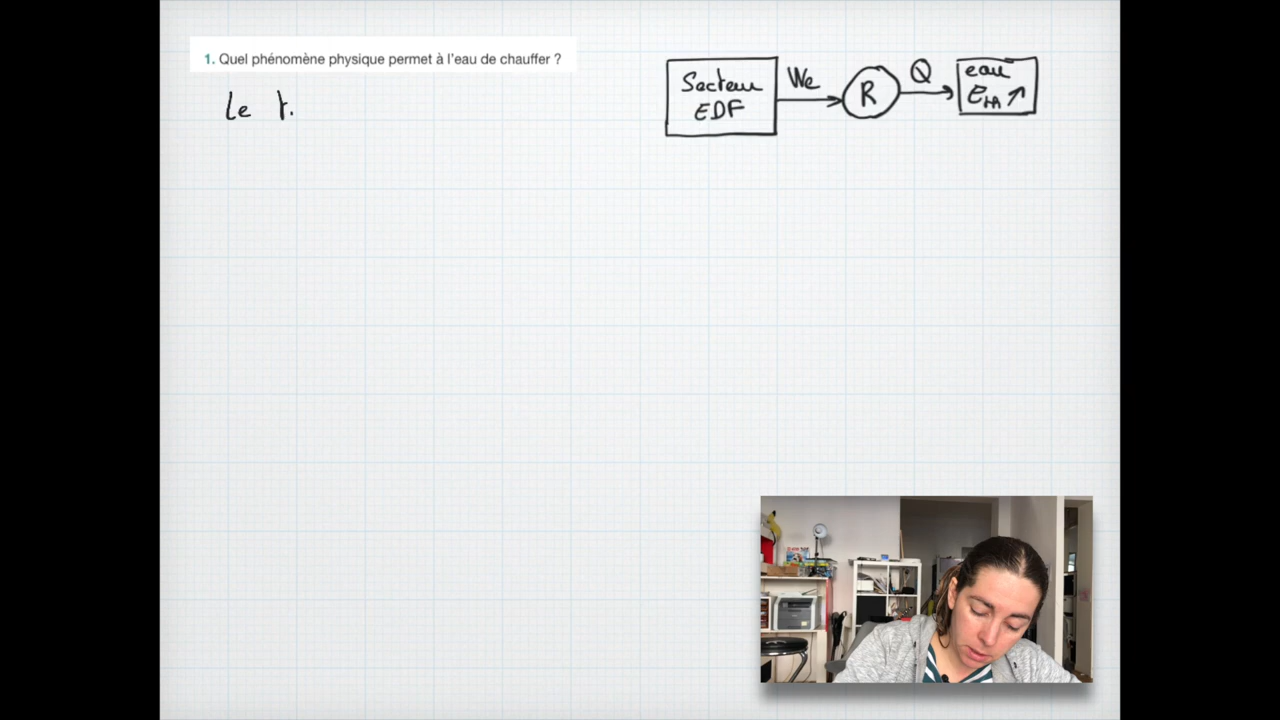 1. Quel phénomène physique permet à l'eau de chauffer ?
Le
Secteur
EDF
We
R
Q
eau
E ↗